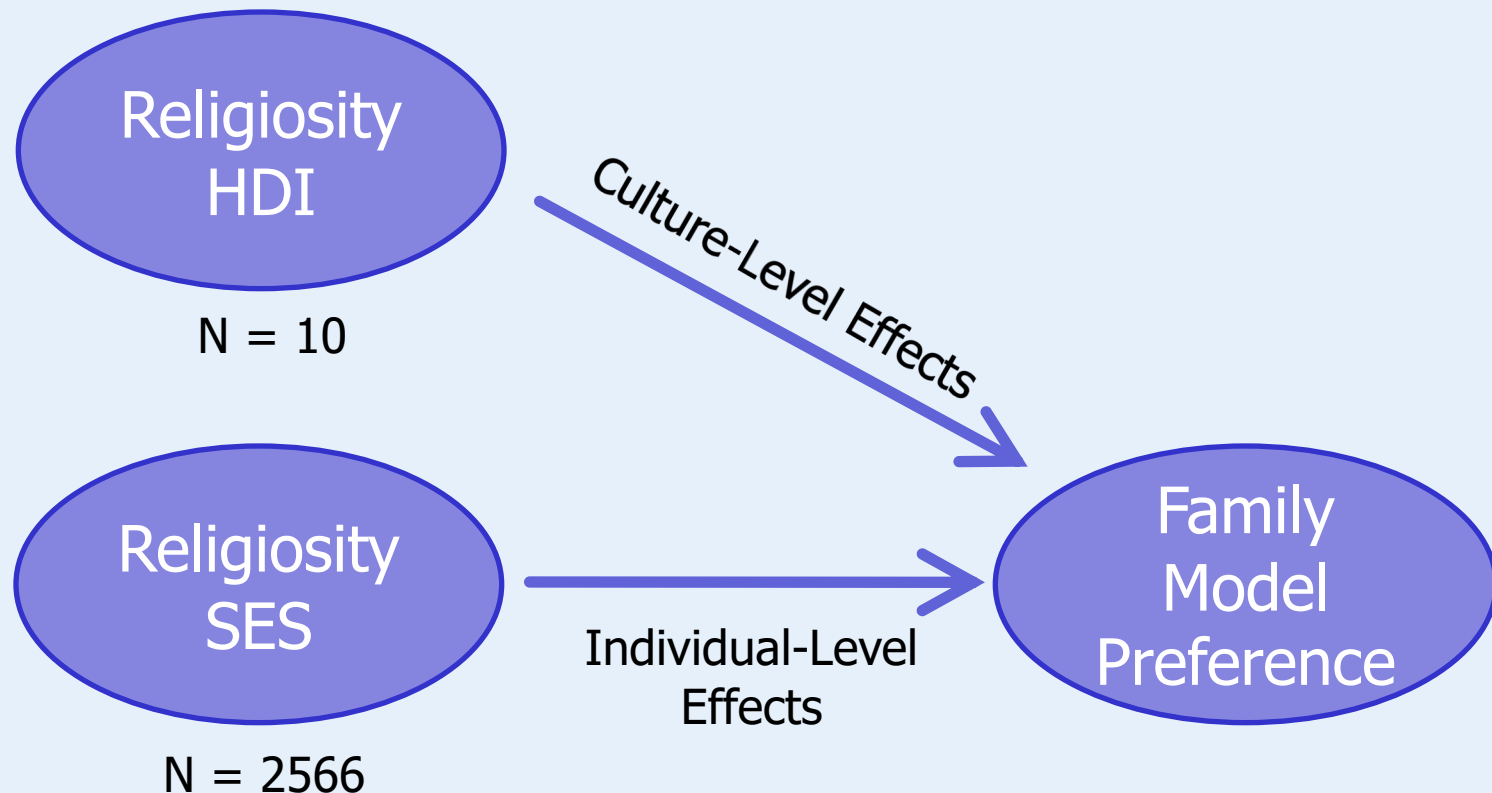 Religiosity
HDI
N = 10
Culture-Level Effects
Religiosity
SES
N = 2566
Individual-Level
Effects
Family
Model
Preference